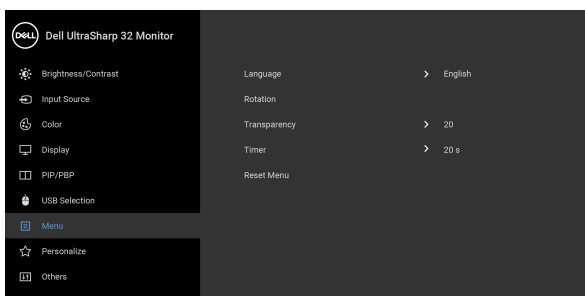 DELL Dell UltraSharp 32 Monitor
Brightness/Contrast
Input Source
Color
Display
PIP/PBP
USB Selection
Menu
Personalize
Others
Language > English
Rotation
Transparency > 20
Timer > 20 s
Reset Menu